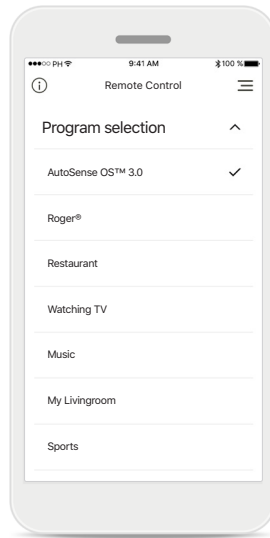 ●●●○○ PH 9:41 AM 100 %
Remote Control
Program selection
AutoSense OS™ 3.0
Roger®
Restaurant
Watching TV
Music
My Livingroom
Sports